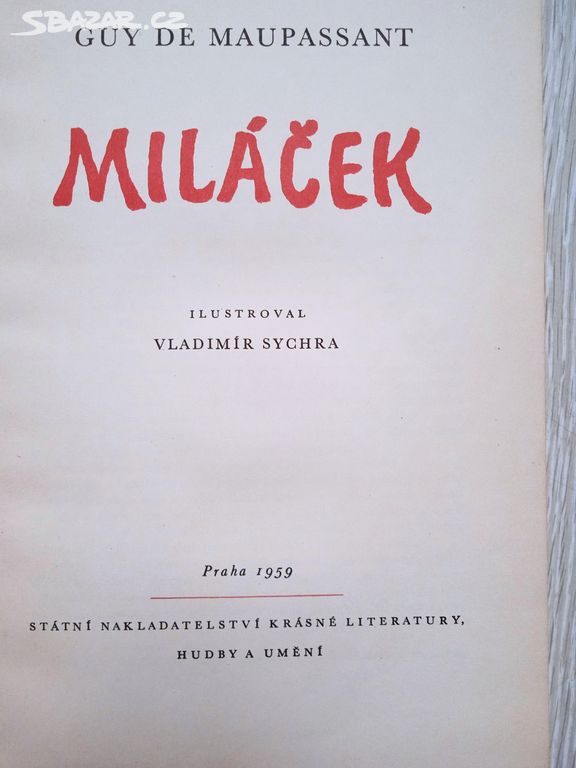 SBAZAR.CZ
GUY DE MAUPASSANT
MILÁČEK
ILUSTROVAL
VLADIMÍR SYCHRA
Praha 1959
STÁTNÍ NAKLADATELSTVÍ KRÁSNÉ LITERATURY,
HUDBY A UMĚNÍ